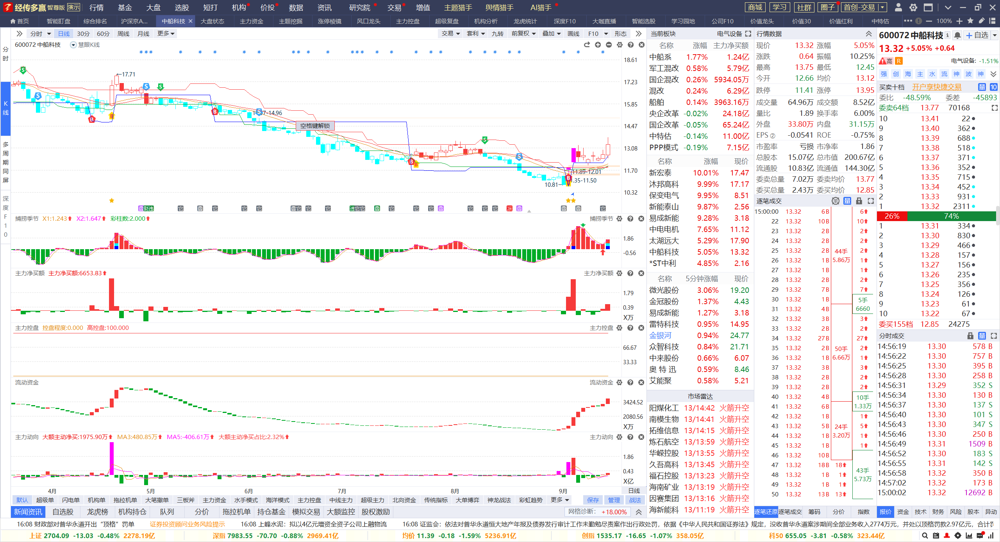 经传多赢 智尊版 演示 行情 基金 大盘 选股 短打 机构 价投 数据 资讯 研究院 交易 增值 主题猎手 舆情猎手 AI猎手 商城 学习 社群 圈子 首创-交易
首页 智能盯盘 综合排名 沪深京A... 中船科技 大盘状态 主力资金 主题挖掘 涨停棱镜 风口龙头 主力控盘 超级复盘 机构分析 龙虎统计 深度F10 大咖直播 智能选股 学习园地 公司F10 价值龙头 价值30 价值红利 中特估 100%
分时 日线 30分 60分 周线 月线 更多 交易 套利 九转 前复权 叠加 画线 F10 形态
分时
K线
多周期同屏
深度F10
600072 中船科技 慧眼K线
18.61
17.23
15.85
14.47
13.08
11.70
10.32
17.71
7-14.96
空格键解锁
11.89-12.01
.35-11.50
10.81
捕捞季节 X1:1.243 X2:1.647 彩柱数:2.000 捕捞季节
1.86
-0.56
主力净买额 主力净买额:6653.83 主力净买额
1.79
0.39
X万
主力控盘 控盘程度:0.000 高控盘:100.000 主力控盘
66.67
33.33
流动资金 流动资金
3424.52
2080.56
X万
主力动向 大额主动净买:1975.90万 MA3:480.85万 MA5:-406.61万 大额主动净买占比:2.32% 主力动向
1.86
0.43
X亿
4月 5月 6月 7月 8月 9月 日线
默认 超级单 闪电单 机构单 拖拉机单 大笔撤单 三板斧 主力资金 水手模式 海洋模式 主力控盘 中线主力 超级主力 北向资金 传统指标 大单博弈 神龙战法 彩虹趋势 更多 保存 管理 战法
新闻资讯 自选股 龙虎榜 机构持仓 队列 分价 拖拉机单 持仓基金 模拟交易 大额监控 股权激励 网格诊断: +18.00%
当前板块 电气设备
名称 涨幅 主力净买额
中船系 1.77% 1.24亿
军工混改 0.58% 5.79亿
国企混改 0.26% 5934.05万
混改 0.24% 6.29亿
船舶 0.14% 3963.16万
央企改革 -0.02% 24.18亿
国企改革 -0.05% 65.24亿
中特估 -0.14% 11.00亿
PPP模式 -0.19% 7.15亿
名称 涨幅 现价
新宏泰 10.01% 17.47
沐邦高科 9.99% 17.17
保变电气 9.95% 8.51
新能泰山 9.87% 2.56
易成新能 9.28% 3.18
中电电机 7.65% 11.12
太湖远大 5.29% 17.90
中船科技 5.05% 13.32
*ST中利 4.85% 2.16
名称 5分钟涨幅 现价
微光股份 3.06% 19.20
金冠股份 1.37% 4.43
易成新能 1.27% 3.18
雷特科技 0.95% 14.95
金银河 0.94% 24.77
众智科技 0.84% 21.71
中来股份 0.66% 6.07
奥特迅 0.59% 8.46
艾能聚 0.58% 5.21
市场雷达
阳煤化工 13/14:42 火箭升空
南模生物 13/14:41 火箭升空
拓维信息 13/14:15 火箭升空
炼石航空 13/13:59 火箭升空
华嵘控股 13/13:55 火箭升空
久吾高科 13/13:45 火箭升空
福石控股 13/13:23 火箭升空
海南矿业 13/13:19 火箭升空
因赛集团 13/13:16 火箭升空
海新能科 13/11:19 火箭升空
行情数据
现价 13.32 涨幅 5.05%
涨跌 0.64 振幅 10.25%
最高 13.75 最低 12.45
今开 12.66 均价 13.12
跌停 11.41 涨停 13.95
成交量 64.96万 成交额 8.52亿
量比 1.89 换手率 6.00%
外盘 33.80万 内盘 31.15万
EPS② -0.0541 ROE -0.75%
市盈率 亏损 市净率 1.86
总股本 15.07亿 总市值 200.67亿
流通股 10.83亿 流通值 144.30亿
委卖总量 7.02万 委卖均价 13.77
委买总量 2.43万 委买均价 12.85
逐笔成交 单 量
15:00:00 13.32 6B 6
22 13.32 10B 10
23 13.32 2B 2
24 13.32 2B 2
25 13.32 2B 44手 2
26 13.32 1B 5.86万 1
27 13.32 1B 1
28 13.32 2B 2
29 13.32 7B 7
30 13.32 1B 5手
31 13.32 4B 6660
32 13.32 3B 3
33 13.32 2B 2
34 13.32 27B 27
35 13.32 2B 50手 2
36 13.32 1B 6.66万 1
37 13.32 3B 3
38 13.32 2B 2
39 13.32 2B 2
40 13.32 4B 10手
41 13.32 6B 1.33万
42 13.32 1B 1
43 13.32 5B 24手 5
44 13.32 1B 3.20万 1
45 13.32 1B 1
46 13.32 10B
47 13.32 18B 18 43手
48 13.32 1B 1 5.73万
49 13.32 1B 1
50 13.32 13B 13
逐笔还原 逐笔成交 筹码 分价 指数
600072 中船科技 自选
13.32 +5.05% +0.64
高 R 电气设备: -1.51%
强 创 海 主 水 流 神 波 神
买卖十档 开户享快捷交易 量 10
委比 -48.59% 委差 -45893
委卖64档 13.77 70168
10 13.41 22
9 13.40 362
8 13.39 688
7 13.38 518
6 13.37 371
5 13.36 352
4 13.35 715
3 13.34 452
2 13.33 931
1 13.32 2311
26% 74%
1 13.31 334
2 13.30 830
3 13.29 466
4 13.28 157
5 13.27 156
6 13.26 235
7 13.25 356
8 13.24 126
9 13.23 61
10 13.22 67
委买155档 12.85 24275
分时成交 量
14:56:19 13.30 578 B
14:56:22 13.30 757 B
14:56:25 13.30 395 B
14:56:28 13.30 258 B
14:56:31 13.29 352 S
14:56:34 13.30 130 B
14:56:37 13.30 137 S
14:56:40 13.30 101 S
14:56:43 13.30 347 S
14:56:46 13.30 250 B
14:56:49 13.31 1509 B
14:56:52 13.30 183 S
14:56:55 13.31 142 S
14:56:58 13.32 350 B
14:57:02 13.32 173 B
15:00:02 13.32 12692 B
报价 资金 技术 财务 风险 股本 异动
16:08 财政部对普华永道开出“顶格”罚单 证券投资顾问业务风险提示 16:08 上峰水泥：拟以4亿元增资全资子公司上融物流 16:08 证监会：依法对普华永道恒大地产年报及债券发行审计工作未勤勉尽责案作出行政处罚，依据《中华人民共和国证券法》规定，没收普华永道案涉期间全部业务收入2774万元，并处以顶格罚款2.97亿元，合计罚
上证 2704.09 -13.03 -0.48% 2278.19亿 深指 7983.55 -70.70 -0.88% 2969.41亿 均价 11.39 -0.18 -1.59% 5236.91亿 创指 1535.17 -16.65 -1.07% 358.05亿 科50 655.05 -3.81 -0.58% 323.44亿